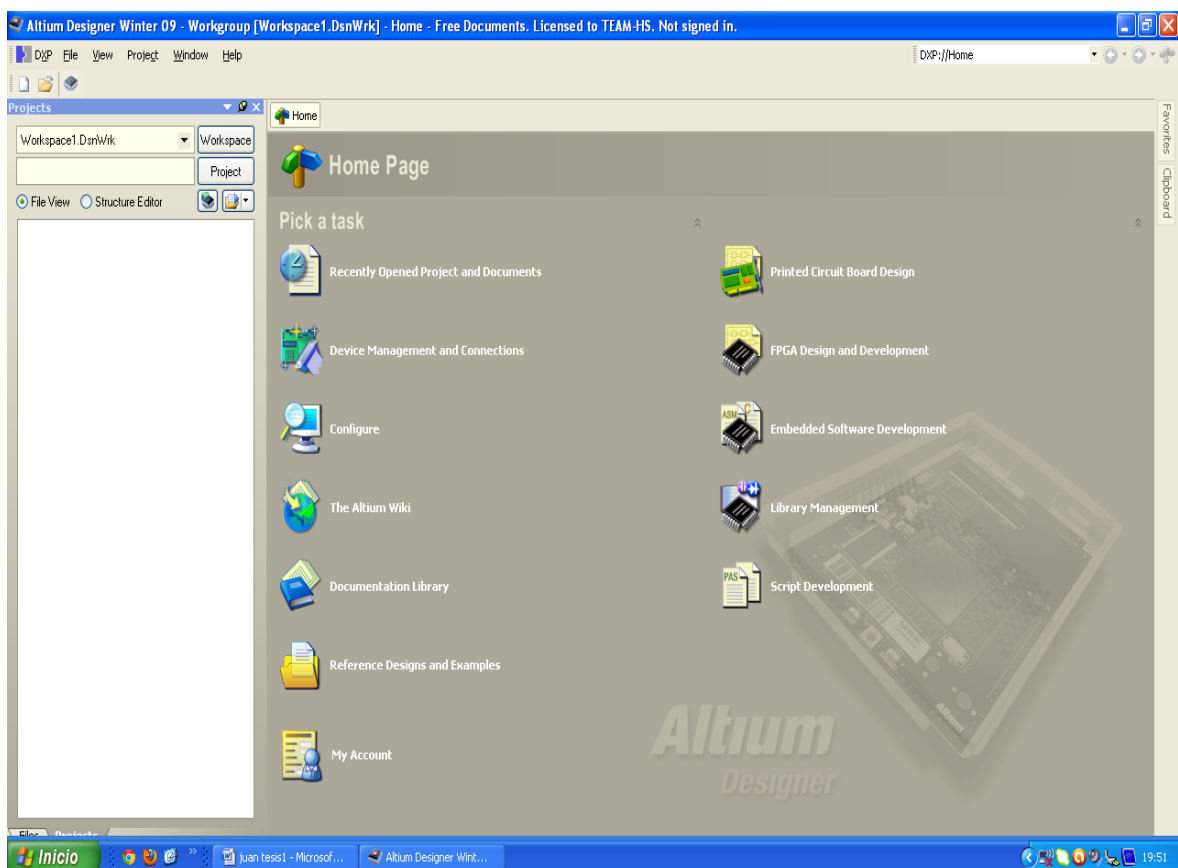 Altium Designer Winter 09 - Workgroup [Workspace1.DsnWrk] - Home - Free Documents. Licensed to TEAM-HS. Not signed in.
DXP File View Project Window Help
DXP://Home
Projects
Home
Workspace1.DsnWrk
Workspace
Project
File View Structure Editor
Favorites
Clipboard
Home Page
Pick a task
Recently Opened Project and Documents
Printed Circuit Board Design
Device Management and Connections
FPGA Design and Development
Configure
ASM C
Embedded Software Development
The Altium Wiki
Library Management
Documentation Library
PAS
Script Development
Reference Designs and Examples
My Account
Altium
Altium
Designer
Files Projects
Inicio
juan tesis1 - Microsof...
Altium Designer Wint...
19:51